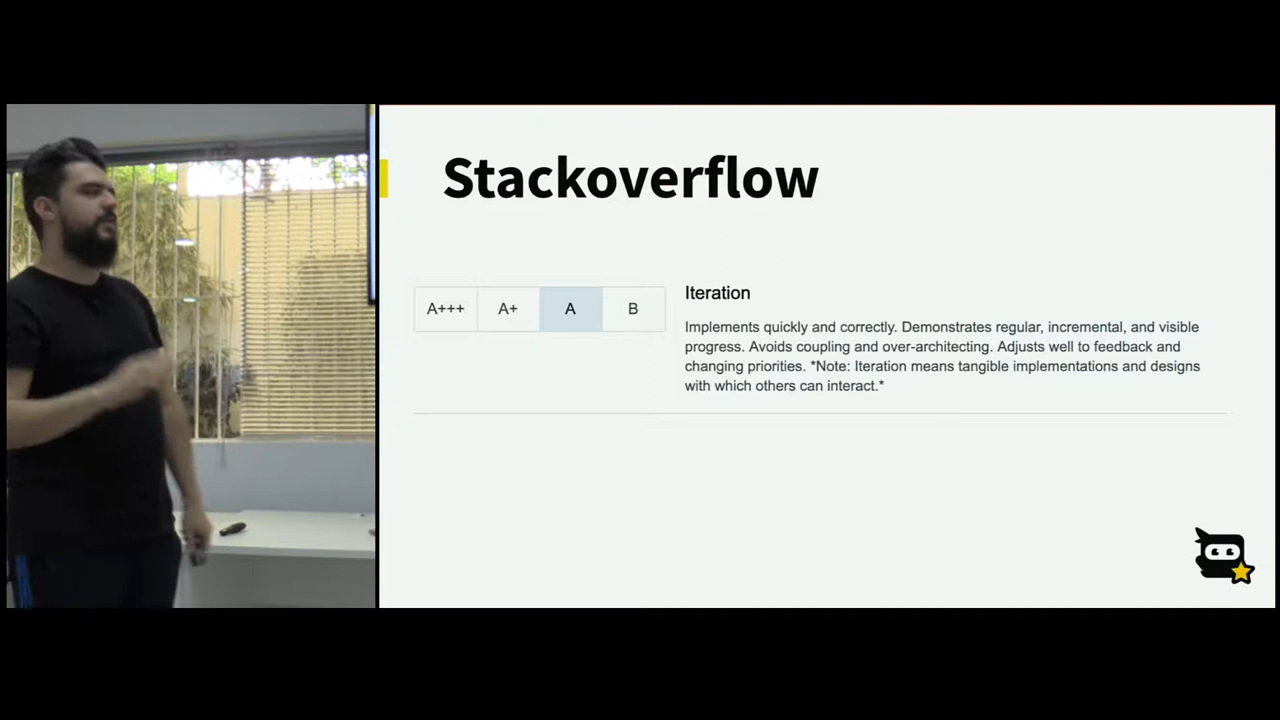 Stackoverflow
A+++ A+ A B
Iteration
Implements quickly and correctly. Demonstrates regular, incremental, and visible
progress. Avoids coupling and over-architecting. Adjusts well to feedback and
changing priorities. *Note: Iteration means tangible implementations and designs
with which others can interact.*